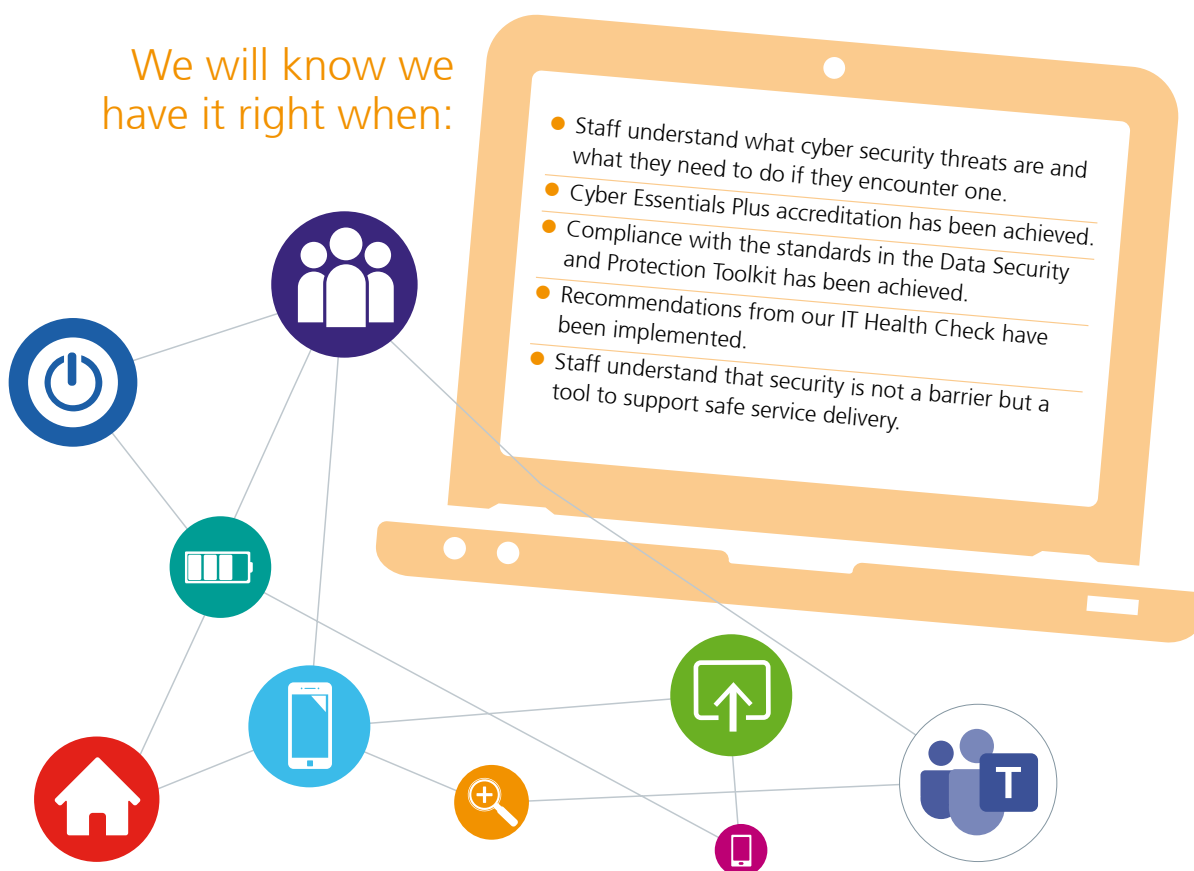 We will know we
have it right when:
● Staff understand what cyber security threats are and
what they need to do if they encounter one.
● Cyber Essentials Plus accreditation has been achieved.
● Compliance with the standards in the Data Security
and Protection Toolkit has been achieved.
● Recommendations from our IT Health Check have
been implemented.
● Staff understand that security is not a barrier but a
tool to support safe service delivery.
T